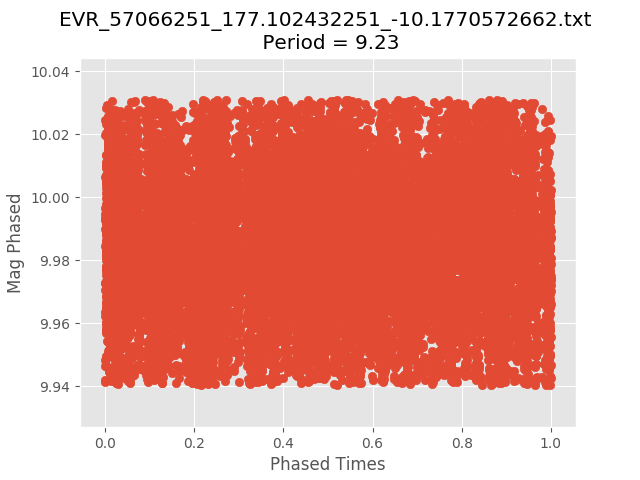 EVR_57066251_177.102432251_-10.1770572662.txt
Period = 9.23
10.04
10.02
10.00
9.98
9.96
9.94
Mag Phased
0.0 0.2 0.4 0.6 0.8 1.0
Phased Times